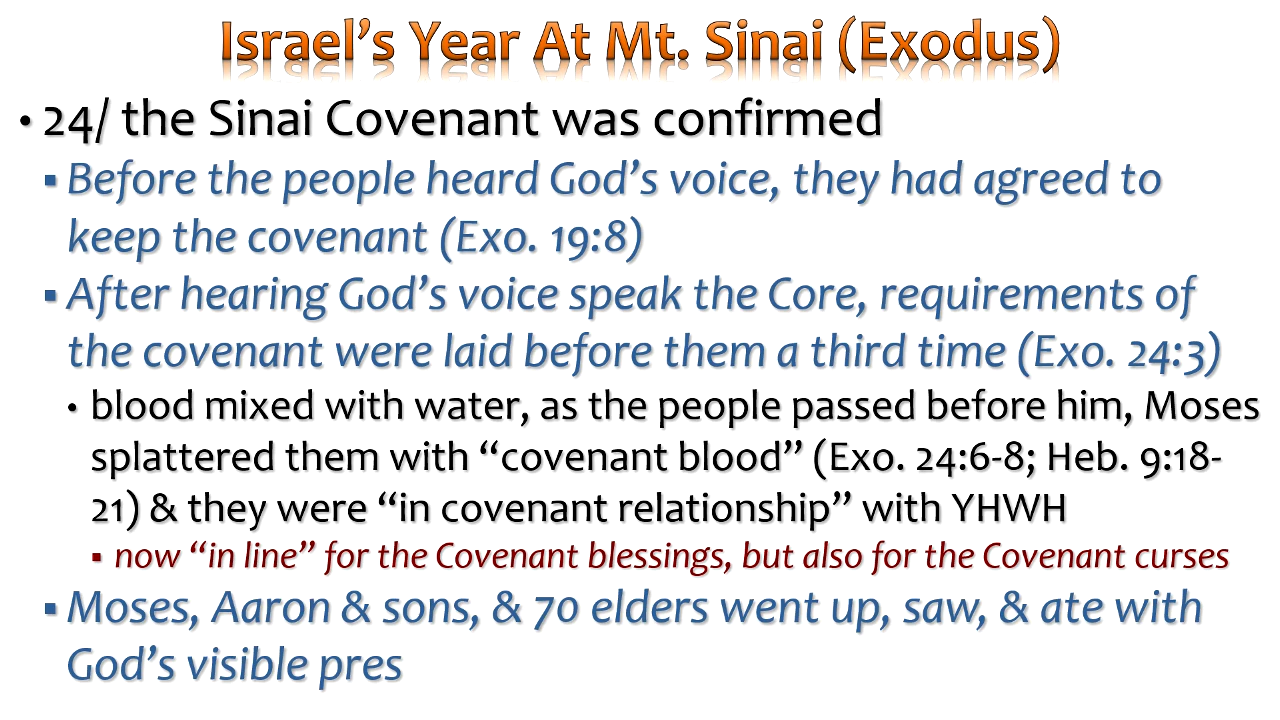 Israel’s Year At Mt. Sinai (Exodus)
• 24/ the Sinai Covenant was confirmed
▪ Before the people heard God’s voice, they had agreed to
keep the covenant (Exo. 19:8)
▪ After hearing God’s voice speak the Core, requirements of
the covenant were laid before them a third time (Exo. 24:3)
• blood mixed with water, as the people passed before him, Moses
splattered them with “covenant blood” (Exo. 24:6-8; Heb. 9:18-
21) & they were “in covenant relationship” with YHWH
▪ now “in line” for the Covenant blessings, but also for the Covenant curses
▪ Moses, Aaron & sons, & 70 elders went up, saw, & ate with
God’s visible pres